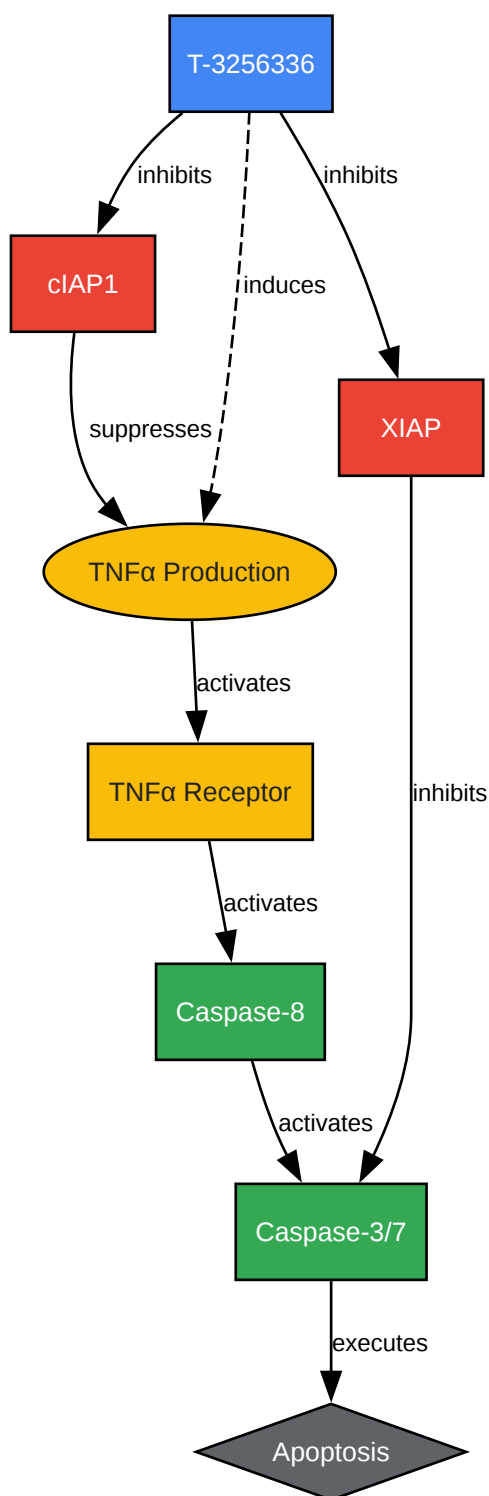 T-3256336
inhibits
inhibits
cIAP1
induces
suppresses
XIAP
TNFα Production
activates
TNFα Receptor
inhibits
activates
Caspase-8
activates
Caspase-3/7
executes
Apoptosis